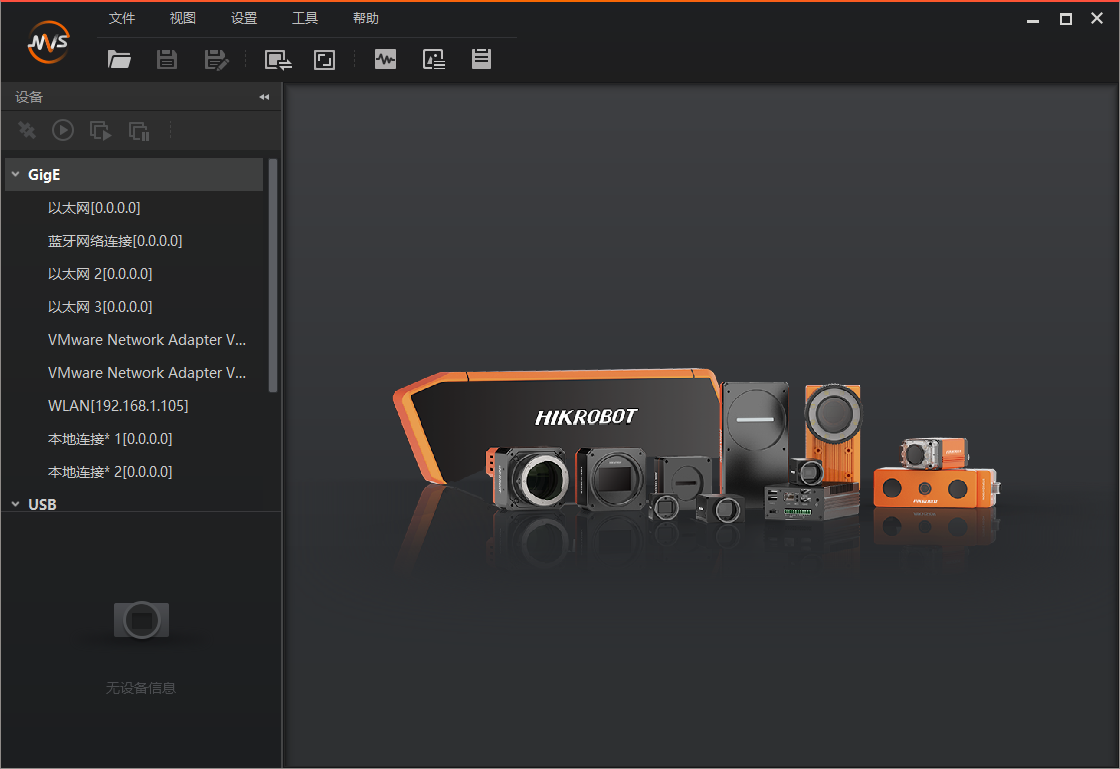 文件 视图 设置 工具 帮助
MVS
设备
GigE
以太网[0.0.0.0]
蓝牙网络连接[0.0.0.0]
以太网 2[0.0.0.0]
以太网 3[0.0.0.0]
VMware Network Adapter V...
VMware Network Adapter V...
WLAN[192.168.1.105]
本地连接* 1[0.0.0.0]
本地连接* 2[0.0.0.0]
USB
无设备信息
HIKROBOT
HIKROBOT